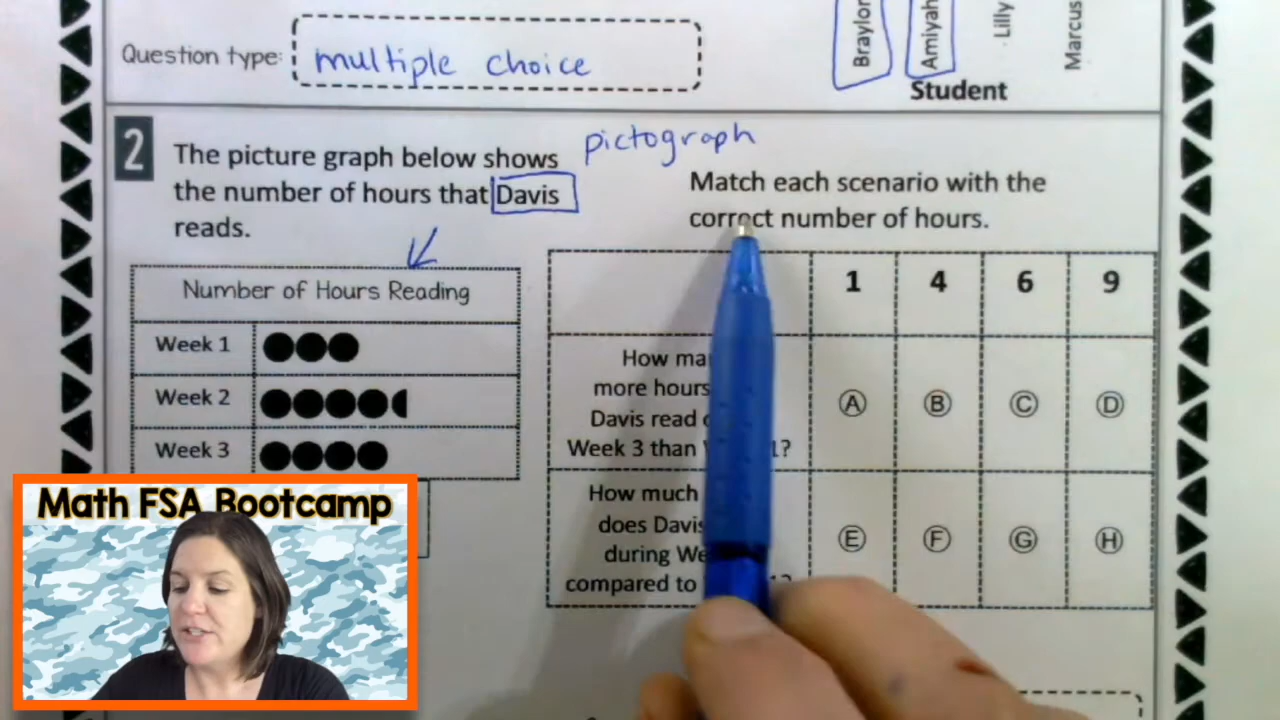 Question type: multiple choice
Braylon
Amiyah
Lilly
Marcus
Student
2
The picture graph below shows
the number of hours that Davis
reads.
pictograph
Number of Hours Reading
Week 1
Week 2
Week 3
Match each scenario with the
correct number of hours.
1 4 6 9
How
more hours
Davis read
Week 3 than 1?
A B C D
How much
does Davis
during
compared to
E F G H
Math FSA Bootcamp